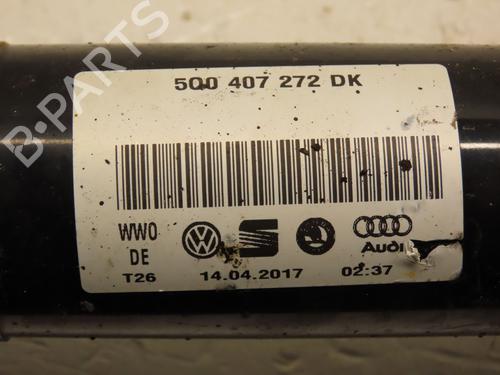 5Q0 407 272 DK
WWO
DE
Audi
T26 14.04.2017 02:37
B-PARTS